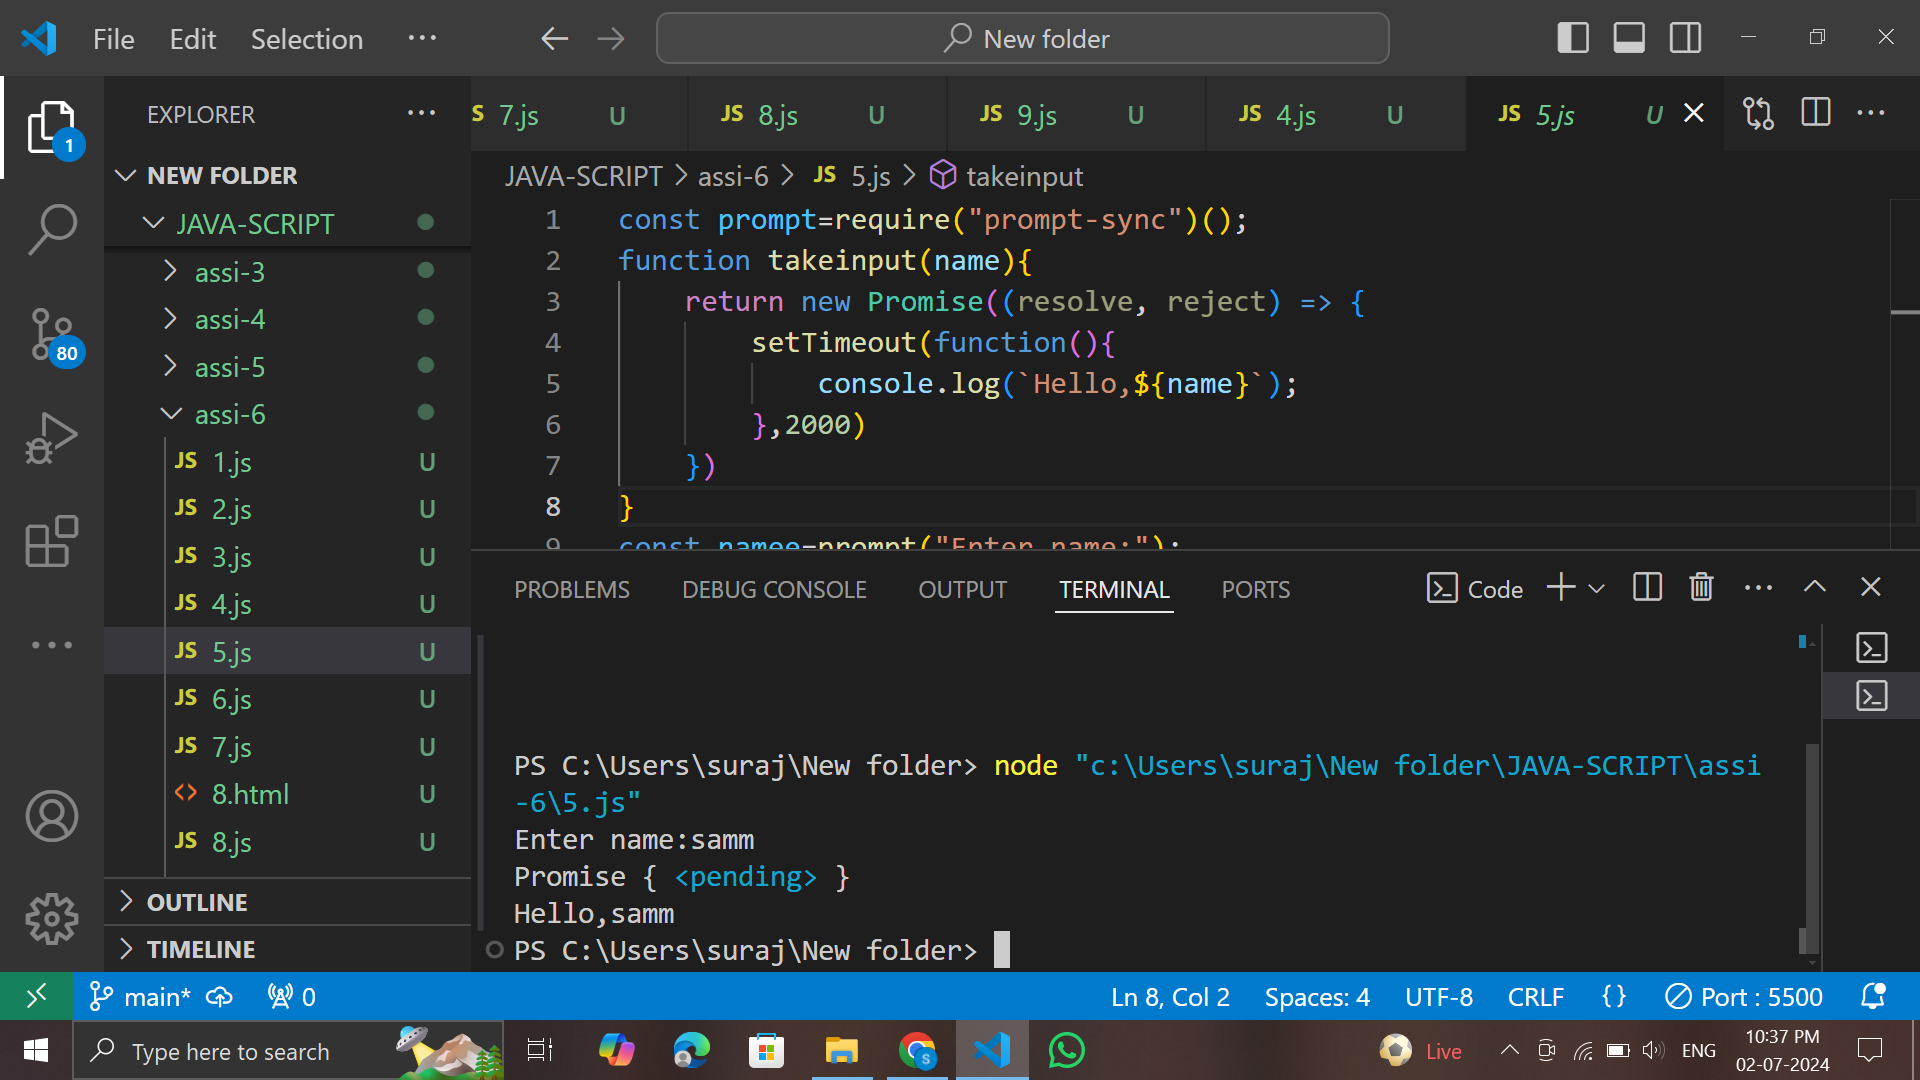 File Edit Selection ···
New folder
EXPLORER ···
1
NEW FOLDER
JAVA-SCRIPT
assi-3
assi-4
80
assi-5
assi-6
JS 1.js U
JS 2.js U
JS 3.js U
JS 4.js U
JS 5.js U
JS 6.js U
JS 7.js U
<> 8.html U
JS 8.js U
OUTLINE
TIMELINE
S 7.js U JS 8.js U JS 9.js U JS 4.js U JS 5.js U
JAVA-SCRIPT > assi-6 > JS 5.js > takeinput
1 const prompt=require("prompt-sync")();
2 function takeinput(name){
3 return new Promise((resolve, reject) => {
4 setTimeout(function(){
5 console.log(`Hello,${name}`);
6 },2000)
7 })
8 }
9 const namee=prompt("Enter name:");
PROBLEMS DEBUG CONSOLE OUTPUT TERMINAL PORTS Code
PS C:\Users\suraj\New folder> node "c:\Users\suraj\New folder\JAVA-SCRIPT\assi
-6\5.js"
Enter name:samm
Promise { <pending> }
Hello,samm
PS C:\Users\suraj\New folder>
main* 0 Ln 8, Col 2 Spaces: 4 UTF-8 CRLF {} Port : 5500
Type here to search
S
Live
ENG
10:37 PM
02-07-2024